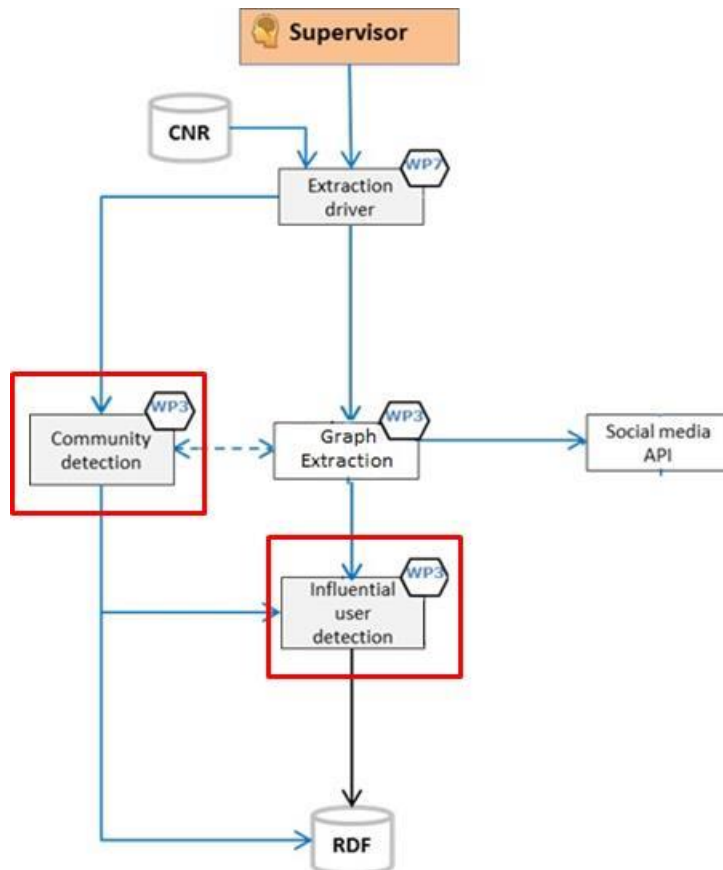 Supervisor
CNR
WP7
Extraction
driver
WP3
Community
detection
WP3
Graph
Extraction
Social media
API
WP3
Influential
user
detection
RDF